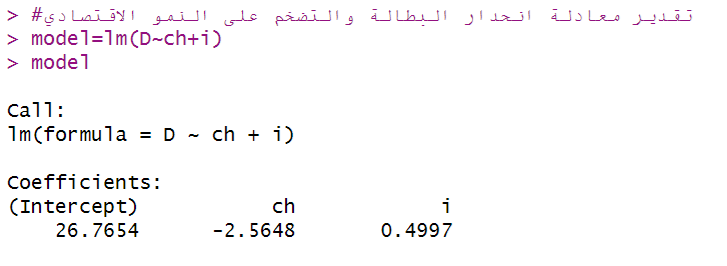 > #تقدير معادلة انحدار البطالة والتضخم على النمو الاقتصادي
> model=lm(D~ch+i)
> model
Call:
lm(formula = D ~ ch + i)
Coefficients:
(Intercept) ch i
26.7654 -2.5648 0.4997